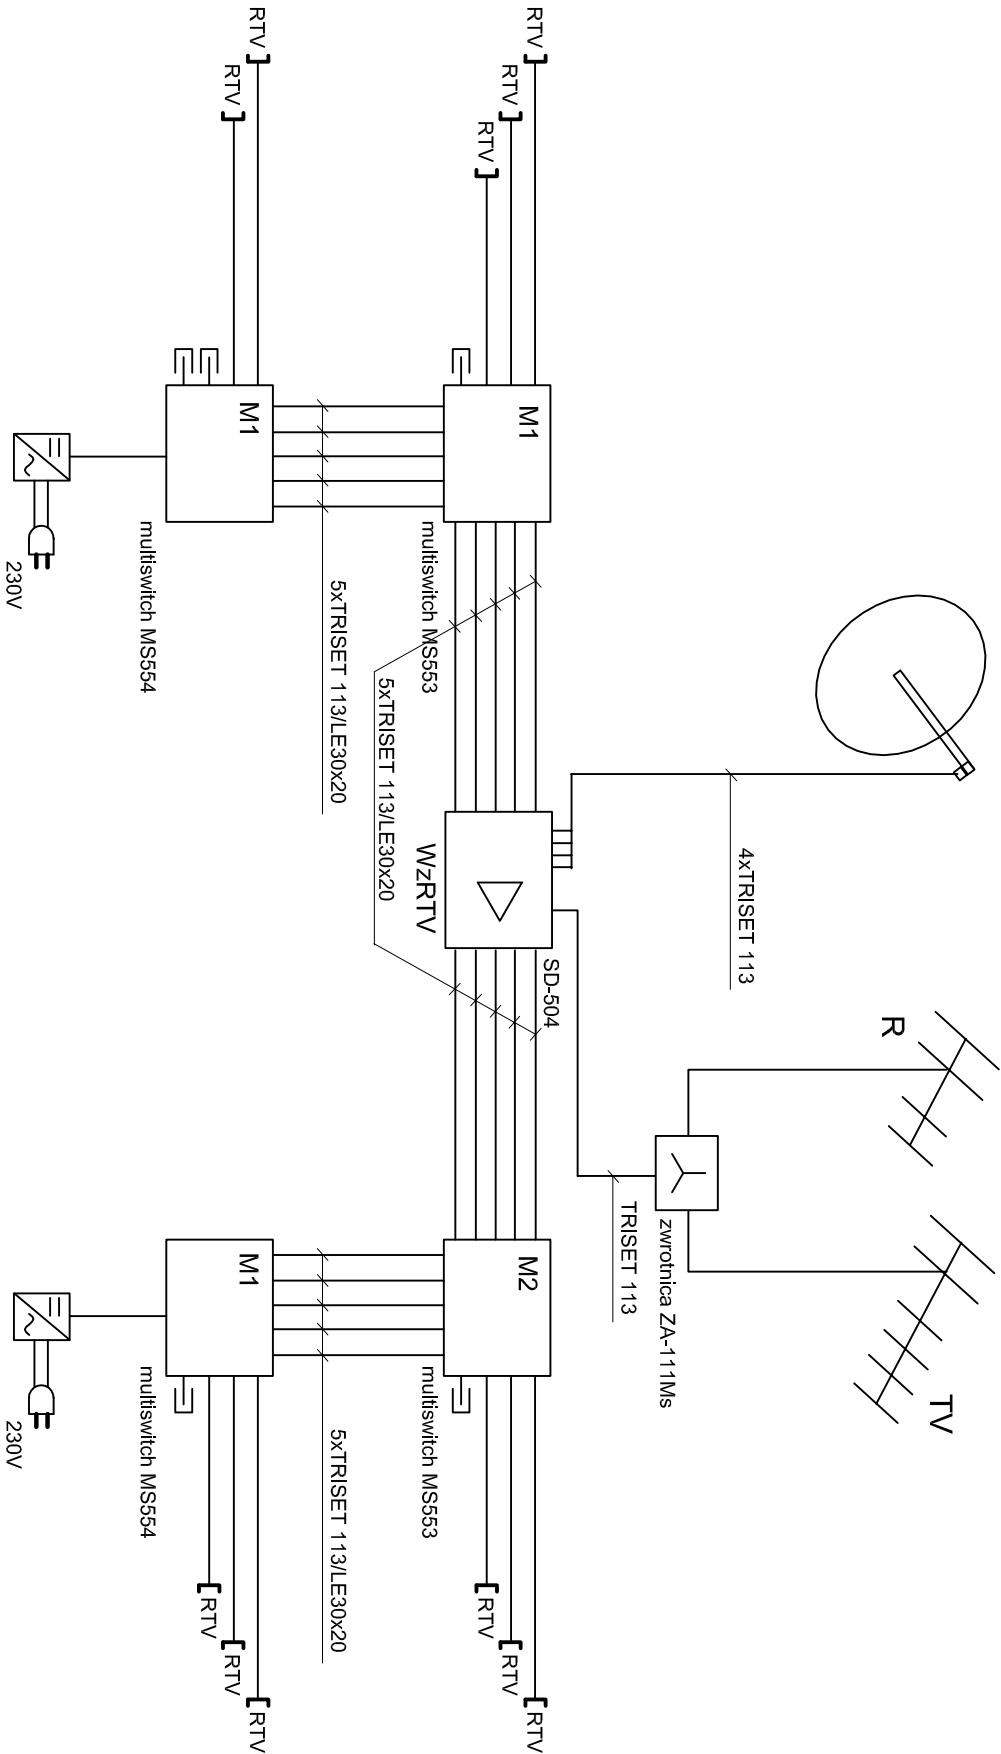 R
TV
4xTRISET 113
zwrotnica ZA-111Ms
TRISET 113
RTV
RTV
RTV
M1
multiswitch MS553
5xTRISET 113/LE30x20
WzRTV
SD-504
M2
multiswitch MS553
RTV
RTV
RTV
5xTRISET 113/LE30x20
5xTRISET 113/LE30x20
RTV
RTV
M1
multiswitch MS554
230V
M1
multiswitch MS554
230V
RTV
RTV
RTV